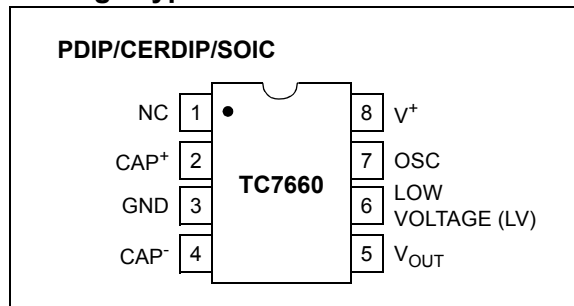 PDIP/CERDIP/SOIC
NC 1 8 V+
CAP+ 2 7 OSC
TC7660
GND 3 6 LOW
VOLTAGE (LV)
CAP- 4 5 VOUT